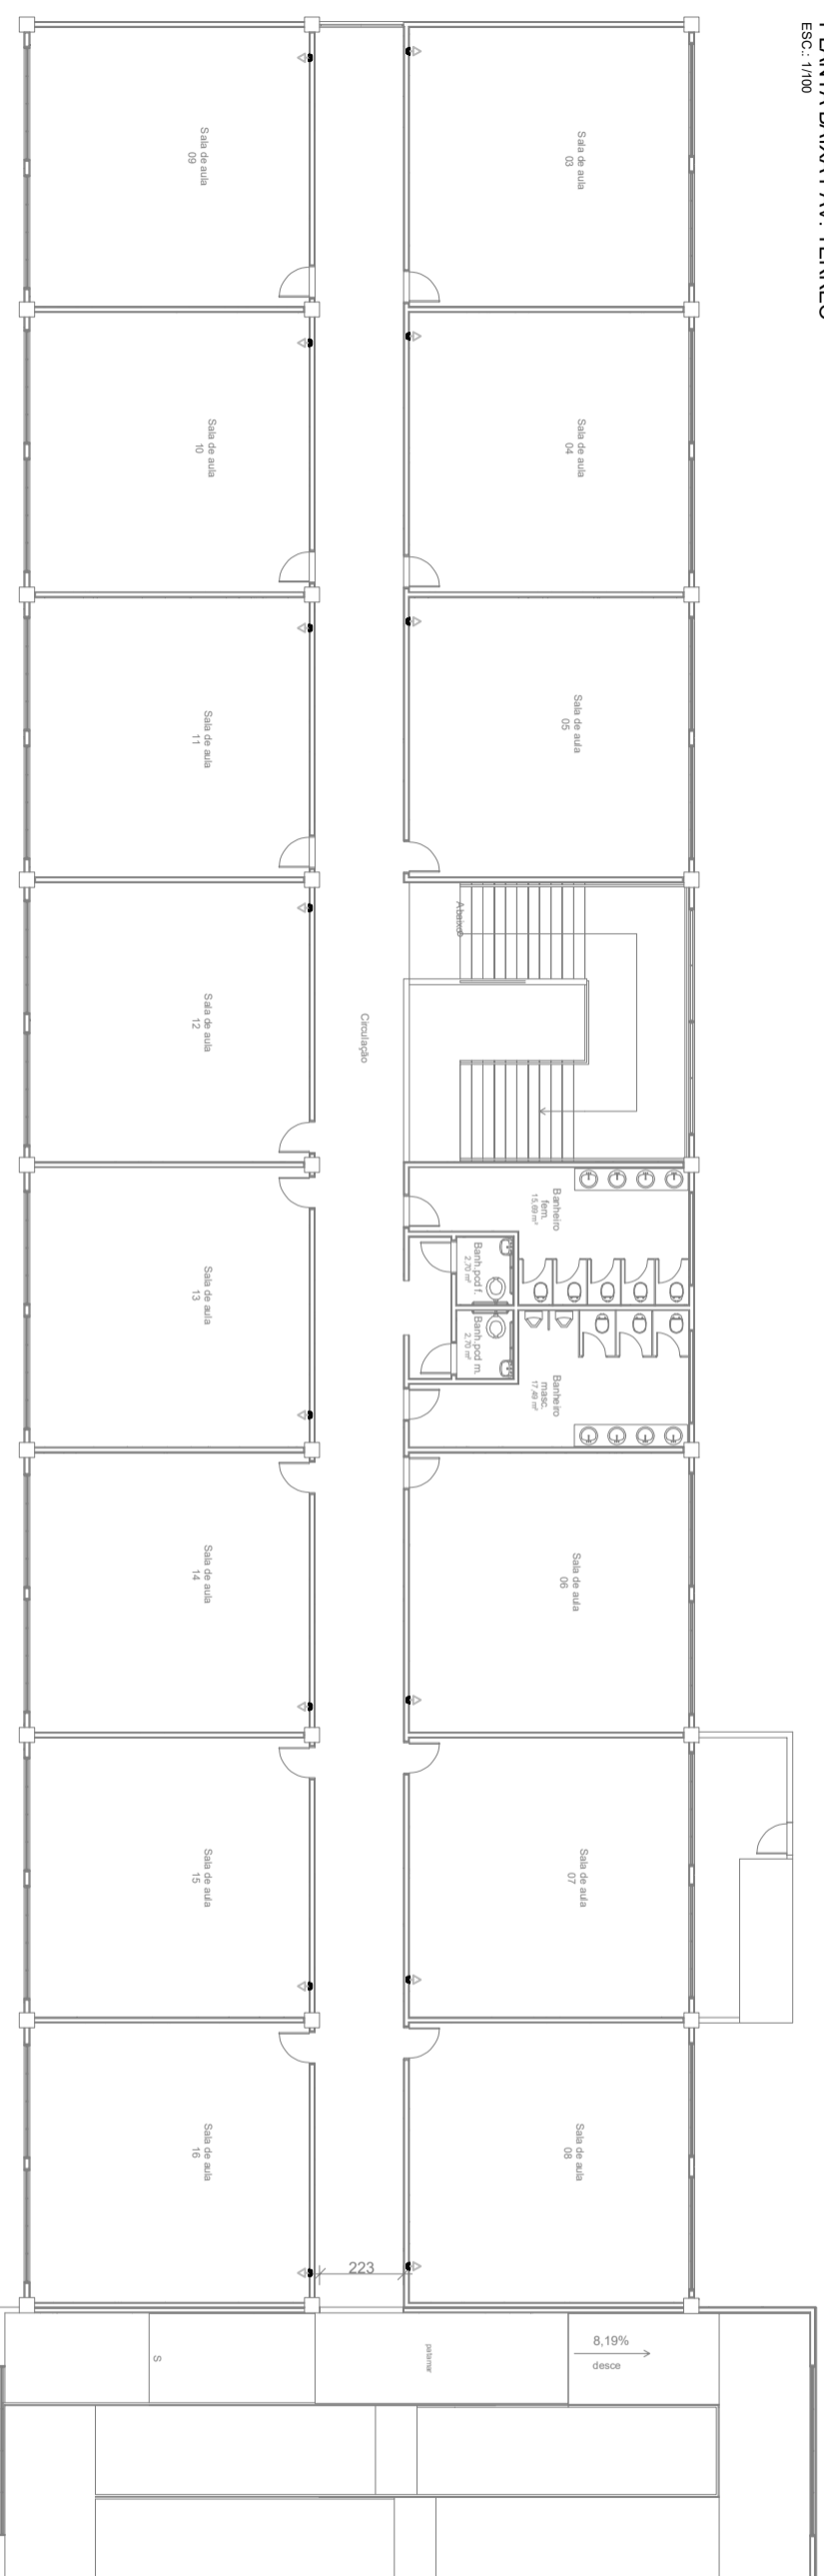 ESC.: 1/100
Sala de aula
09
Sala de aula
03
Sala de aula
10
Sala de aula
04
Sala de aula
11
Sala de aula
05
Abaixo
Sala de aula
12
Circulação
Banheiro
fem.
15,69 m²
Banh. pcd f.
2,70 m²
Sala de aula
13
Banh. pcd m.
2,70 m²
Banheiro
masc.
17,49 m²
Sala de aula
14
Sala de aula
06
Sala de aula
15
Sala de aula
07
Sala de aula
16
Sala de aula
08
223
S
patamar
8,19%
desce